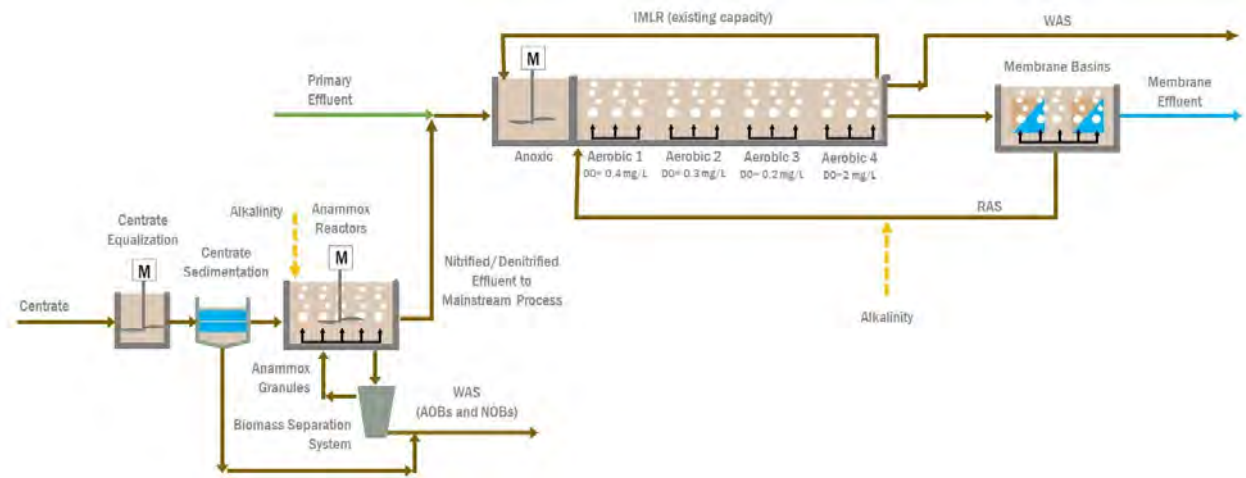 IMLR (existing capacity)
WAS
M
Primary
Effluent
Membrane Basins
Membrane
Effluent
Anoxic
Aerobic 1
DO= 0.4 mg/L
Aerobic 2
DO= 0.3 mg/L
Aerobic 3
DO= 0.2 mg/L
Aerobic 4
DO=2 mg/L
RAS
Alkalinity
Anammox
Reactors
Centrate
Equalization
Centrate
Sedimentation
M
M
Nitrified/Denitrified
Effluent to
Mainstream Process
Centrate
Alkalinity
Anammox
Granules
WAS
(AOBs and NOBs)
Biomass Separation
System